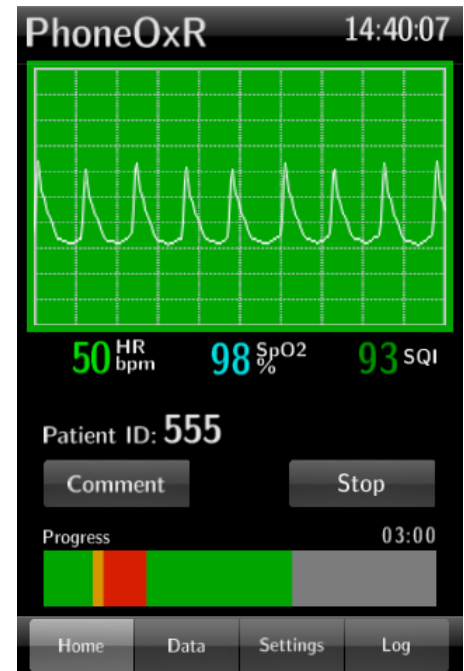 PhoneOxR 14:40:07
50 HR bpm 98 SpO2 % 93 SQI
Patient ID: 555
Comment Stop
Progress 03:00
Home Data Settings Log